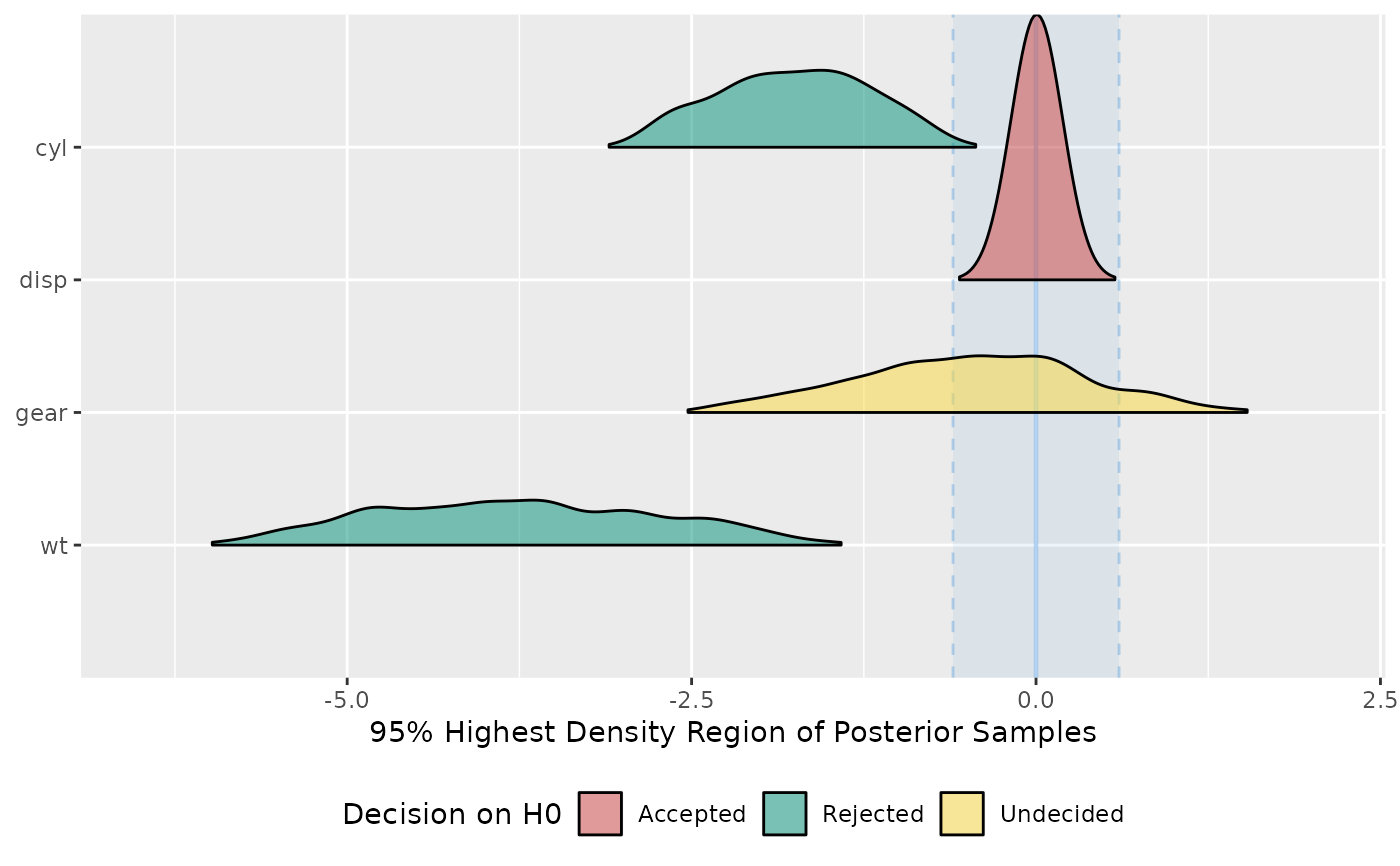 cyl
disp
gear
wt
-5.0 -2.5 0.0 2.5
95% Highest Density Region of Posterior Samples
Decision on H0 Accepted Rejected Undecided